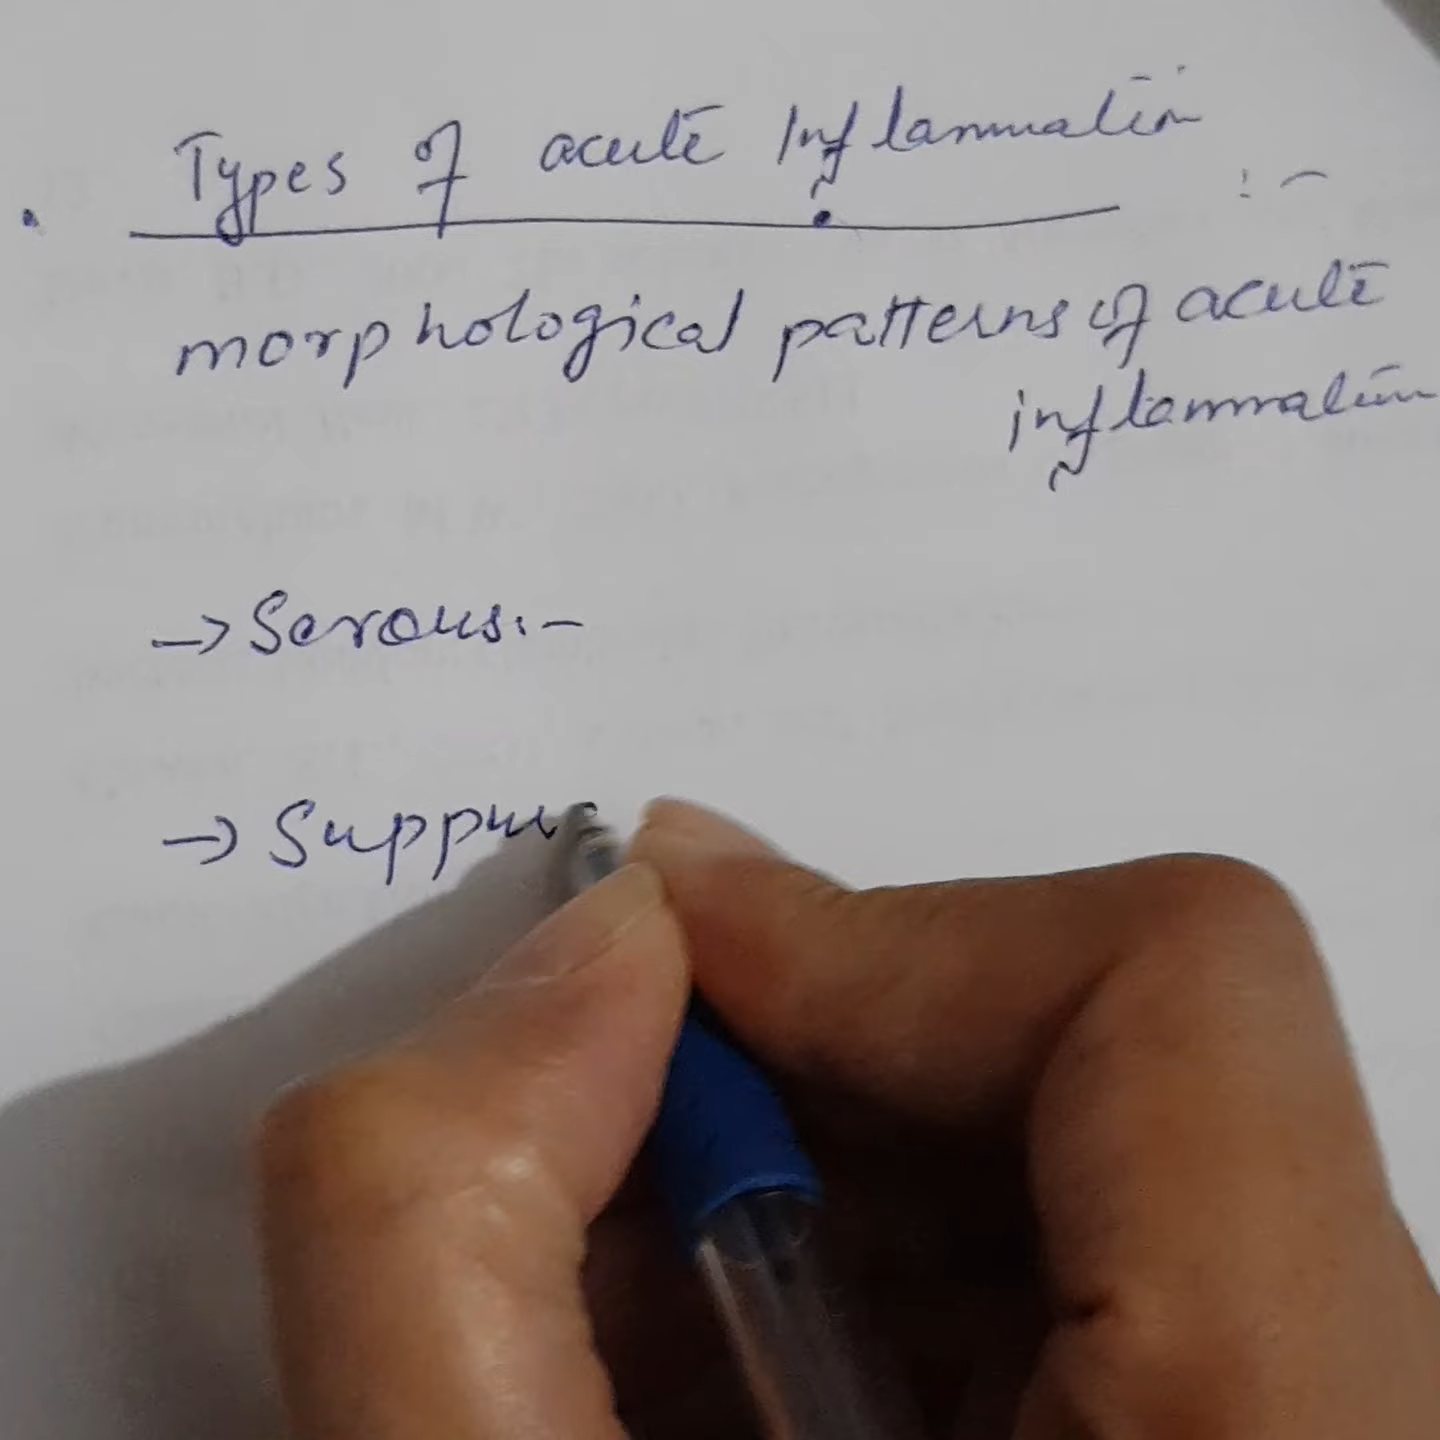 Types of acute Inflammation :-
morphological patterns of acute
inflammation
→ Serous:-
→ Suppu